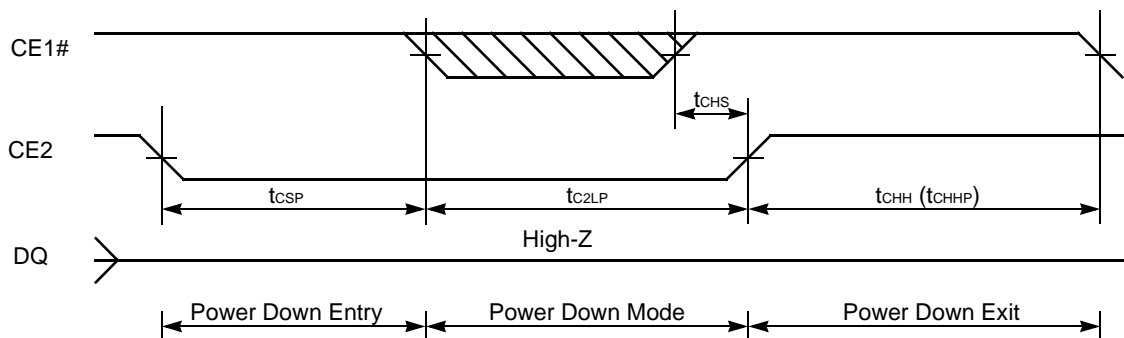 CE1#
tCHS
CE2
tCSP
tC2LP
tCHH (tCHHP)
High-Z
DQ
Power Down Entry
Power Down Mode
Power Down Exit